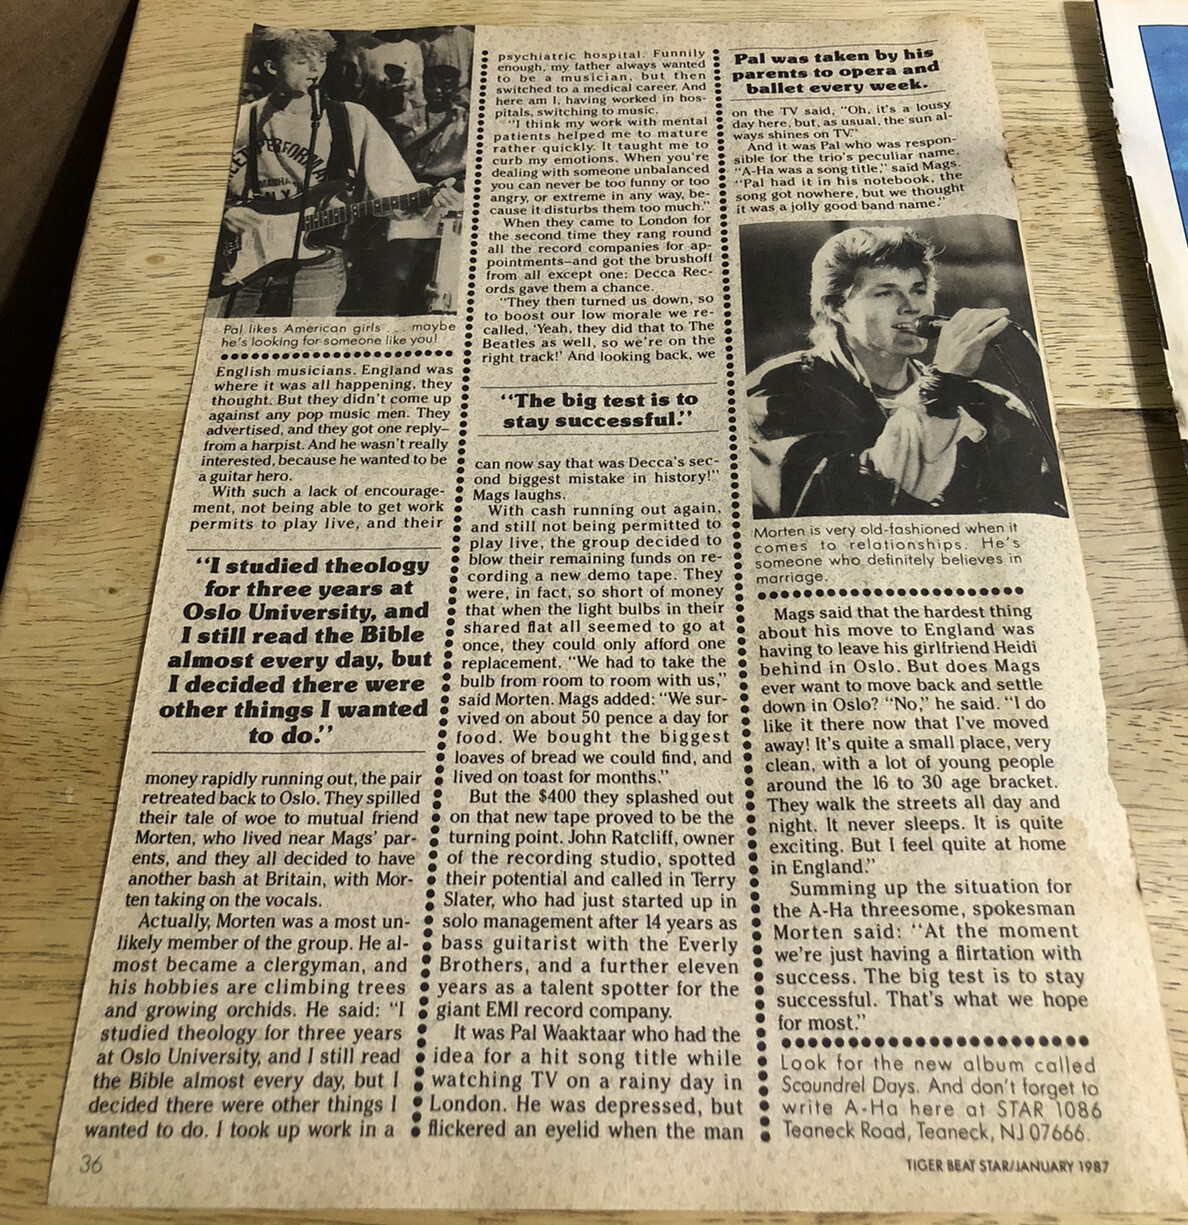 Pal likes American girls . . . maybe
he's looking for someone like you!
English musicians. England was
where it was all happening, they
thought. But they didn't come up
against any pop music men. They
advertised, and they got one reply–
from a harpist. And he wasn't really
interested, because he wanted to be
a guitar hero.
With such a lack of encourage-
ment, not being able to get work
permits to play live, and their
"I studied theology
for three years at
Oslo University, and
I still read the Bible
almost every day, but
I decided there were
other things I wanted
to do."
money rapidly running out, the pair
retreated back to Oslo. They spilled
their tale of woe to mutual friend
Morten, who lived near Mags' par-
ents, and they all decided to have
another bash at Britain, with Mor-
ten taking on the vocals.
Actually, Morten was a most un-
likely member of the group. He al-
most became a clergyman, and
his hobbies are climbing trees
and growing orchids. He said: "I
studied theology for three years
at Oslo University, and I still read
the Bible almost every day, but I
decided there were other things I
wanted to do. I took up work in a
psychiatric hospital. Funnily
enough, my father always wanted
to be a musician, but then
switched to a medical career. And
here am I, having worked in hos-
pitals, switching to music.
"I think my work with mental
patients helped me to mature
rather quickly. It taught me to
curb my emotions. When you're
dealing with someone unbalanced
you can never be too funny or too
angry, or extreme in any way, be-
cause it disturbs them too much."
When they came to London for
the second time they rang round
all the record companies for ap-
pointments–and got the brushoff
from all except one: Decca Rec-
ords gave them a chance.
"They then turned us down, so
to boost our low morale we re-
called, 'Yeah, they did that to The
Beatles as well, so we're on the
right track!' And looking back, we
"The big test is to
stay successful."
can now say that was Decca's sec-
ond biggest mistake in history!"
Mags laughs.
With cash running out again,
and still not being permitted to
play live, the group decided to
blow their remaining funds on re-
cording a new demo tape. They
were, in fact, so short of money
that when the light bulbs in their
shared flat all seemed to go at
once, they could only afford one
replacement. "We had to take the
bulb from room to room with us,"
said Morten. Mags added: "We sur-
vived on about 50 pence a day for
food. We bought the biggest
loaves of bread we could find, and
lived on toast for months."
But the $400 they splashed out
on that new tape proved to be the
turning point. John Ratcliff, owner
of the recording studio, spotted
their potential and called in Terry
Slater, who had just started up in
solo management after 14 years as
bass guitarist with the Everly
Brothers, and a further eleven
years as a talent spotter for the
giant EMI record company.
It was Pal Waaktaar who had the
idea for a hit song title while
watching TV on a rainy day in
London. He was depressed, but
flickered an eyelid when the man
Pal was taken by his
parents to opera and
ballet every week.
on the TV said, "Oh, it's a lousy
day here, but, as usual, the sun al-
ways shines on TV."
And it was Pal who was respon-
sible for the trio's peculiar name.
"A-Ha was a song title," said Mags.
"Pal had it in his notebook, the
song got nowhere, but we thought
it was a jolly good band name."
Morten is very old-fashioned when it
comes to relationships. He's
someone who definitely believes in
marriage.
Mags said that the hardest thing
about his move to England was
having to leave his girlfriend Heidi
behind in Oslo. But does Mags
ever want to move back and settle
down in Oslo? "No," he said. "I do
like it there now that I've moved
away! It's quite a small place, very
clean, with a lot of young people
around the 16 to 30 age bracket.
They walk the streets all day and
night. It never sleeps. It is quite
exciting. But I feel quite at home
in England."
Summing up the situation for
the A-Ha threesome, spokesman
Morten said: "At the moment
we're just having a flirtation with
success. The big test is to stay
successful. That's what we hope
for most."
Look for the new album called
Scoundrel Days. And don't forget to
write A-Ha here at STAR 1086
Teaneck Road, Teaneck, NJ 07666.
36
TIGER BEAT STAR/JANUARY 1987